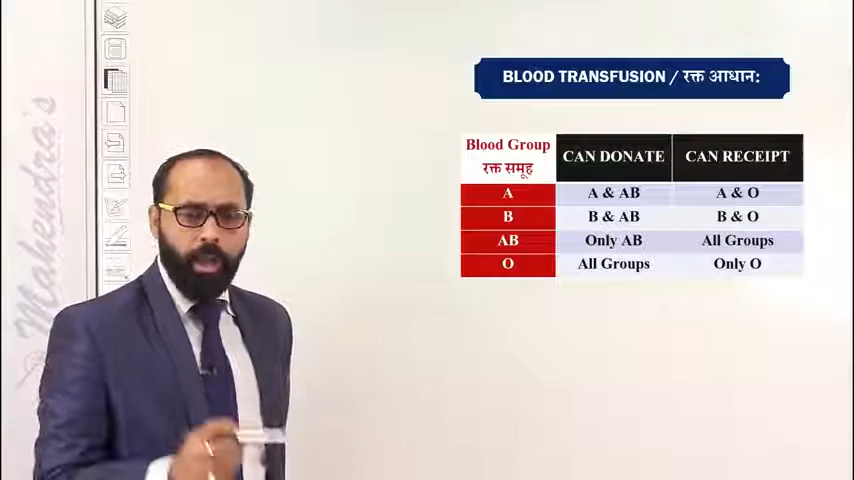 Mahendra's
BLOOD TRANSFUSION / रक्त आधान:
Blood Group CAN DONATE CAN RECEIPT
रक्त समूह
A A & AB A & O
B B & AB B & O
AB Only AB All Groups
O All Groups Only O